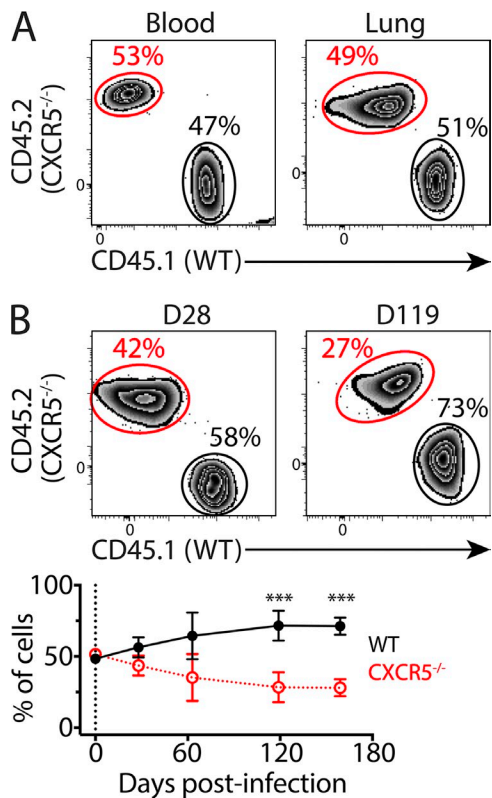 A
Blood
Lung
53%
47%
49%
51%
CD45.2
(CXCR5-/-)
0
0
0
0
CD45.1 (WT)
B
D28
D119
42%
58%
27%
73%
CD45.2
(CXCR5-/-)
0
0
0
0
CD45.1 (WT)
100
50
0
% of cells
*** ***
WT
CXCR5-/-
0 60 120 180
Days post-infection